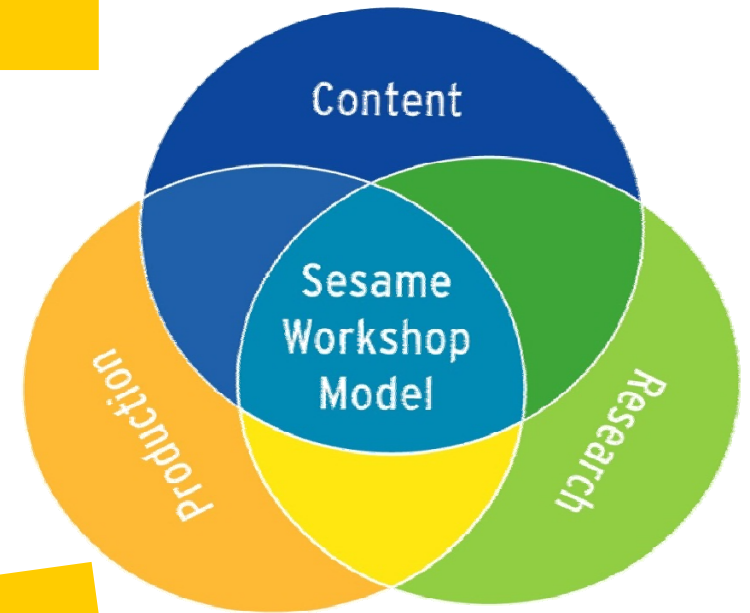 Content
Sesame
Workshop
Model
Production
Research